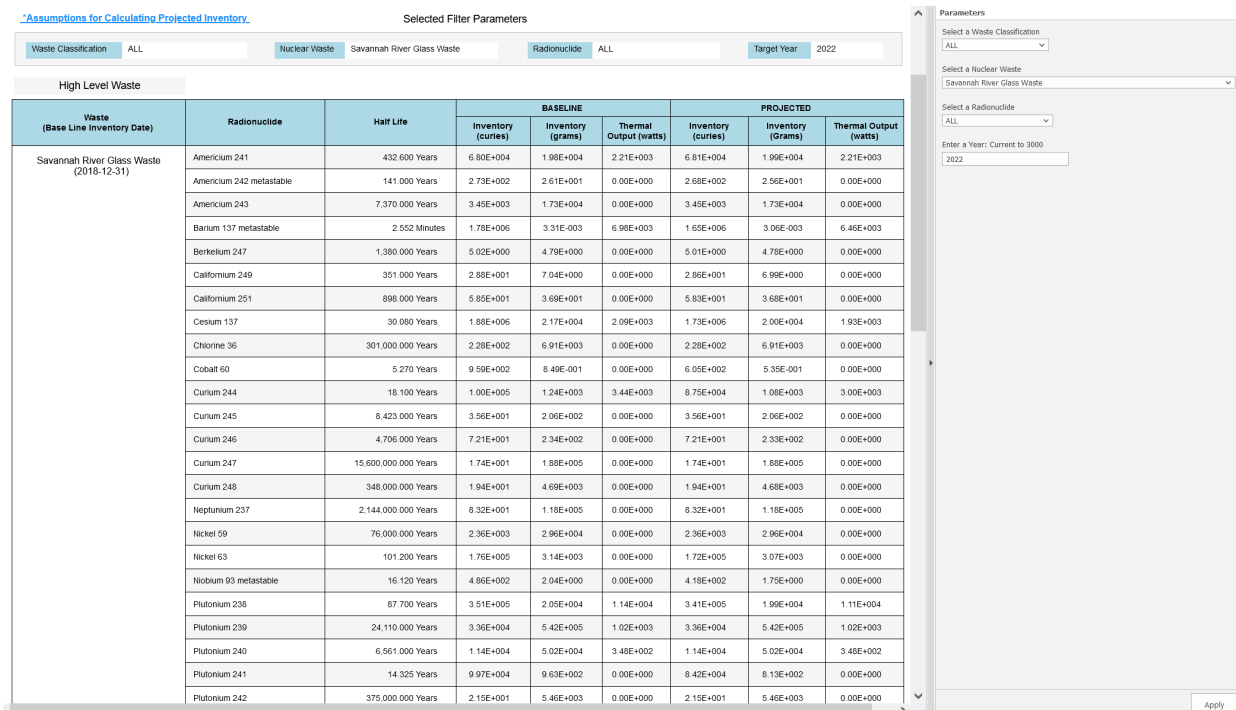 *Assumptions for Calculating Projected Inventory
Selected Filter Parameters
Waste Classification ALL Nuclear Waste Savannah River Glass Waste Radionuclide ALL Target Year 2022
High Level Waste
Waste (Base Line Inventory Date) Radionuclide Half Life BASELINE PROJECTED
Inventory (curies) Inventory (grams) Thermal Output (watts) Inventory (curies) Inventory (Grams) Thermal Output (watts)
Savannah River Glass Waste (2018-12-31)
Americium 241 432.600 Years 6.80E+004 1.98E+004 2.21E+003 6.81E+004 1.99E+004 2.21E+003
Americium 242 metastable 141.000 Years 2.73E+002 2.61E+001 0.00E+000 2.68E+002 2.56E+001 0.00E+000
Americium 243 7,370.000 Years 3.45E+003 1.73E+004 0.00E+000 3.45E+003 1.73E+004 0.00E+000
Barium 137 metastable 2.552 Minutes 1.78E+006 3.31E-003 6.98E+003 1.65E+006 3.06E-003 6.46E+003
Berkelium 247 1,380.000 Years 5.02E+000 4.79E+000 0.00E+000 5.01E+000 4.78E+000 0.00E+000
Californium 249 351.000 Years 2.88E+001 7.04E+000 0.00E+000 2.86E+001 6.99E+000 0.00E+000
Californium 251 898.000 Years 5.85E+001 3.69E+001 0.00E+000 5.83E+001 3.68E+001 0.00E+000
Cesium 137 30.080 Years 1.88E+006 2.17E+004 2.09E+003 1.73E+006 2.00E+004 1.93E+003
Chlorine 36 301,000.000 Years 2.28E+002 6.91E+003 0.00E+000 2.28E+002 6.91E+003 0.00E+000
Cobalt 60 5.270 Years 9.59E+002 8.49E-001 0.00E+000 6.05E+002 5.35E-001 0.00E+000
Curium 244 18.100 Years 1.00E+005 1.24E+003 3.44E+003 8.75E+004 1.08E+003 3.00E+003
Curium 245 8,423.000 Years 3.56E+001 2.06E+002 0.00E+000 3.56E+001 2.06E+002 0.00E+000
Curium 246 4,706.000 Years 7.21E+001 2.34E+002 0.00E+000 7.21E+001 2.33E+002 0.00E+000
Curium 247 15,600,000.000 Years 1.74E+001 1.88E+005 0.00E+000 1.74E+001 1.88E+005 0.00E+000
Curium 248 348,000.000 Years 1.94E+001 4.69E+003 0.00E+000 1.94E+001 4.68E+003 0.00E+000
Neptunium 237 2,144,000.000 Years 8.32E+001 1.18E+005 0.00E+000 8.32E+001 1.18E+005 0.00E+000
Nickel 59 76,000.000 Years 2.36E+003 2.96E+004 0.00E+000 2.36E+003 2.96E+004 0.00E+000
Nickel 63 101.200 Years 1.76E+005 3.14E+003 0.00E+000 1.72E+005 3.07E+003 0.00E+000
Niobium 93 metastable 16.120 Years 4.86E+002 2.04E+000 0.00E+000 4.18E+002 1.75E+000 0.00E+000
Plutonium 238 87.700 Years 3.51E+005 2.05E+004 1.14E+004 3.41E+005 1.99E+004 1.11E+004
Plutonium 239 24,110.000 Years 3.36E+004 5.42E+005 1.02E+003 3.36E+004 5.42E+005 1.02E+003
Plutonium 240 6,561.000 Years 1.14E+004 5.02E+004 3.48E+002 1.14E+004 5.02E+004 3.48E+002
Plutonium 241 14.325 Years 9.97E+004 9.63E+002 0.00E+000 8.42E+004 8.13E+002 0.00E+000
Plutonium 242 375,000.000 Years 2.15E+001 5.46E+003 0.00E+000 2.15E+001 5.46E+003 0.00E+000
Parameters
Select a Waste Classification
ALL
Select a Nuclear Waste
Savannah River Glass Waste
Select a Radionuclide
ALL
Enter a Year: Current to 3000
2022
Apply